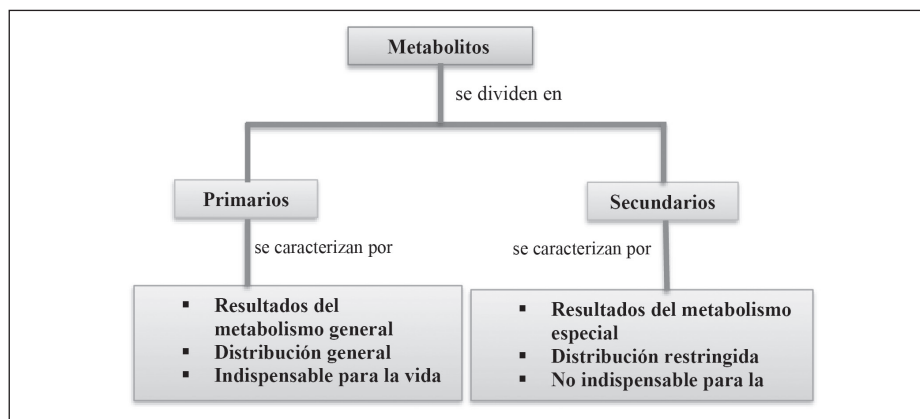 Metabolitos
se dividen en
Primarios
Secundarios
se caracterizan por
se caracterizan por
▪ Resultados del
metabolismo general
▪ Distribución general
▪ Indispensable para la vida
▪ Resultados del metabolismo
especial
▪ Distribución restringida
▪ No indispensable para la